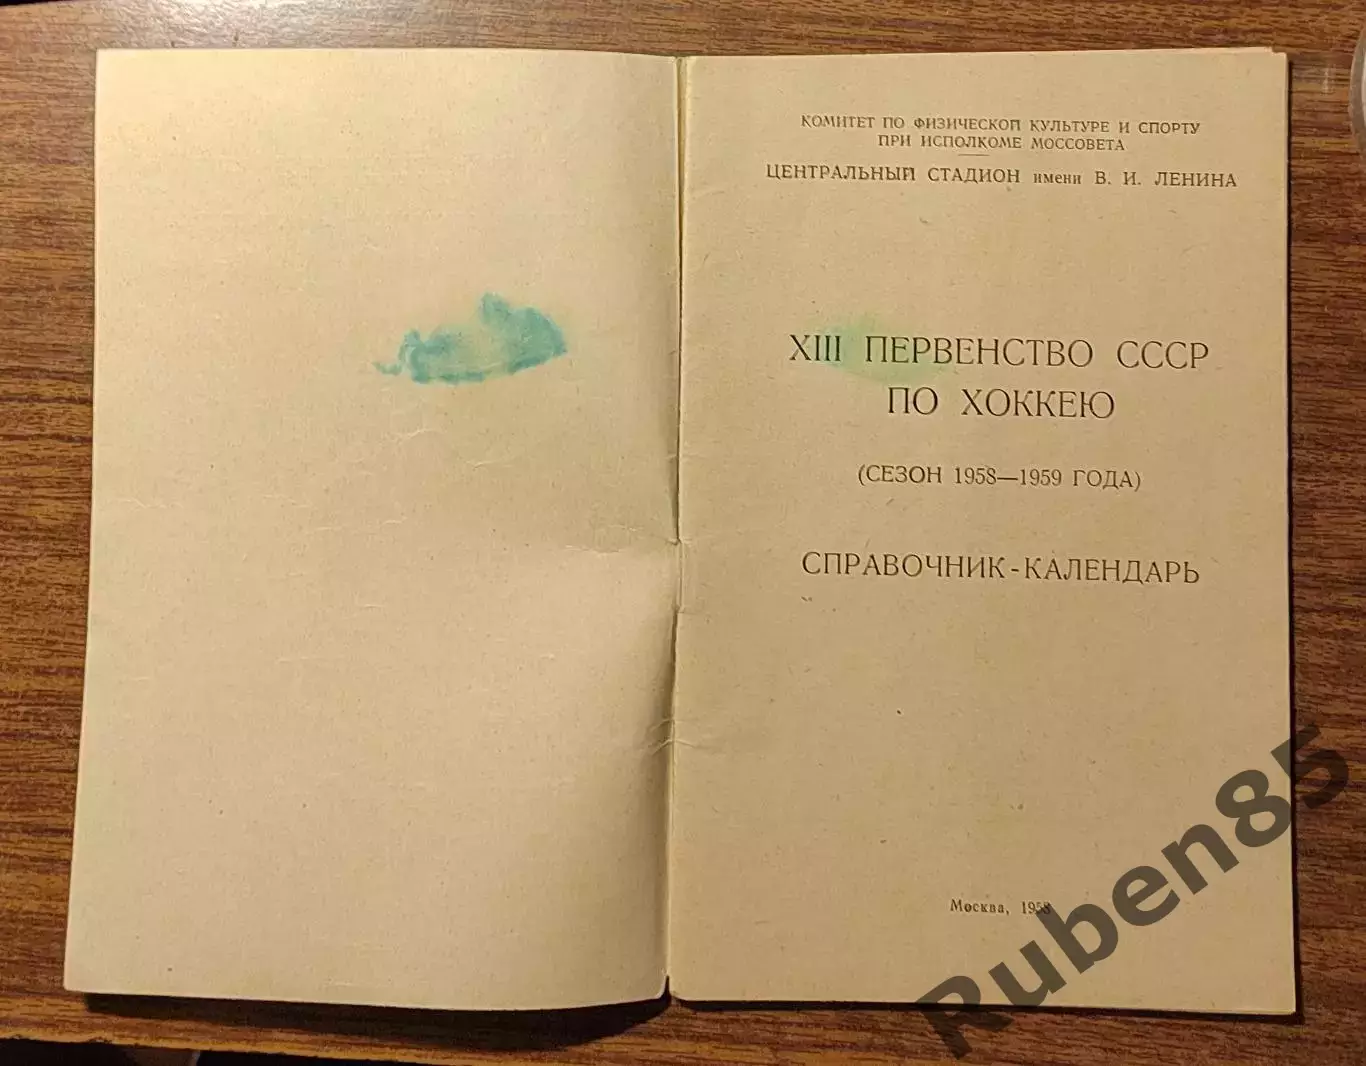 КОМИТЕТ ПО ФИЗИЧЕСКОЙ КУЛЬТУРЕ И СПОРТУ
ПРИ ИСПОЛКОМЕ МОССОВЕТА
ЦЕНТРАЛЬНЫЙ СТАДИОН имени В. И. ЛЕНИНА
XIII ПЕРВЕНСТВО СССР
ПО ХОККЕЮ
(СЕЗОН 1958—1959 ГОДА)
СПРАВОЧНИК-КАЛЕНДАРЬ
Москва, 1958
Ruben85